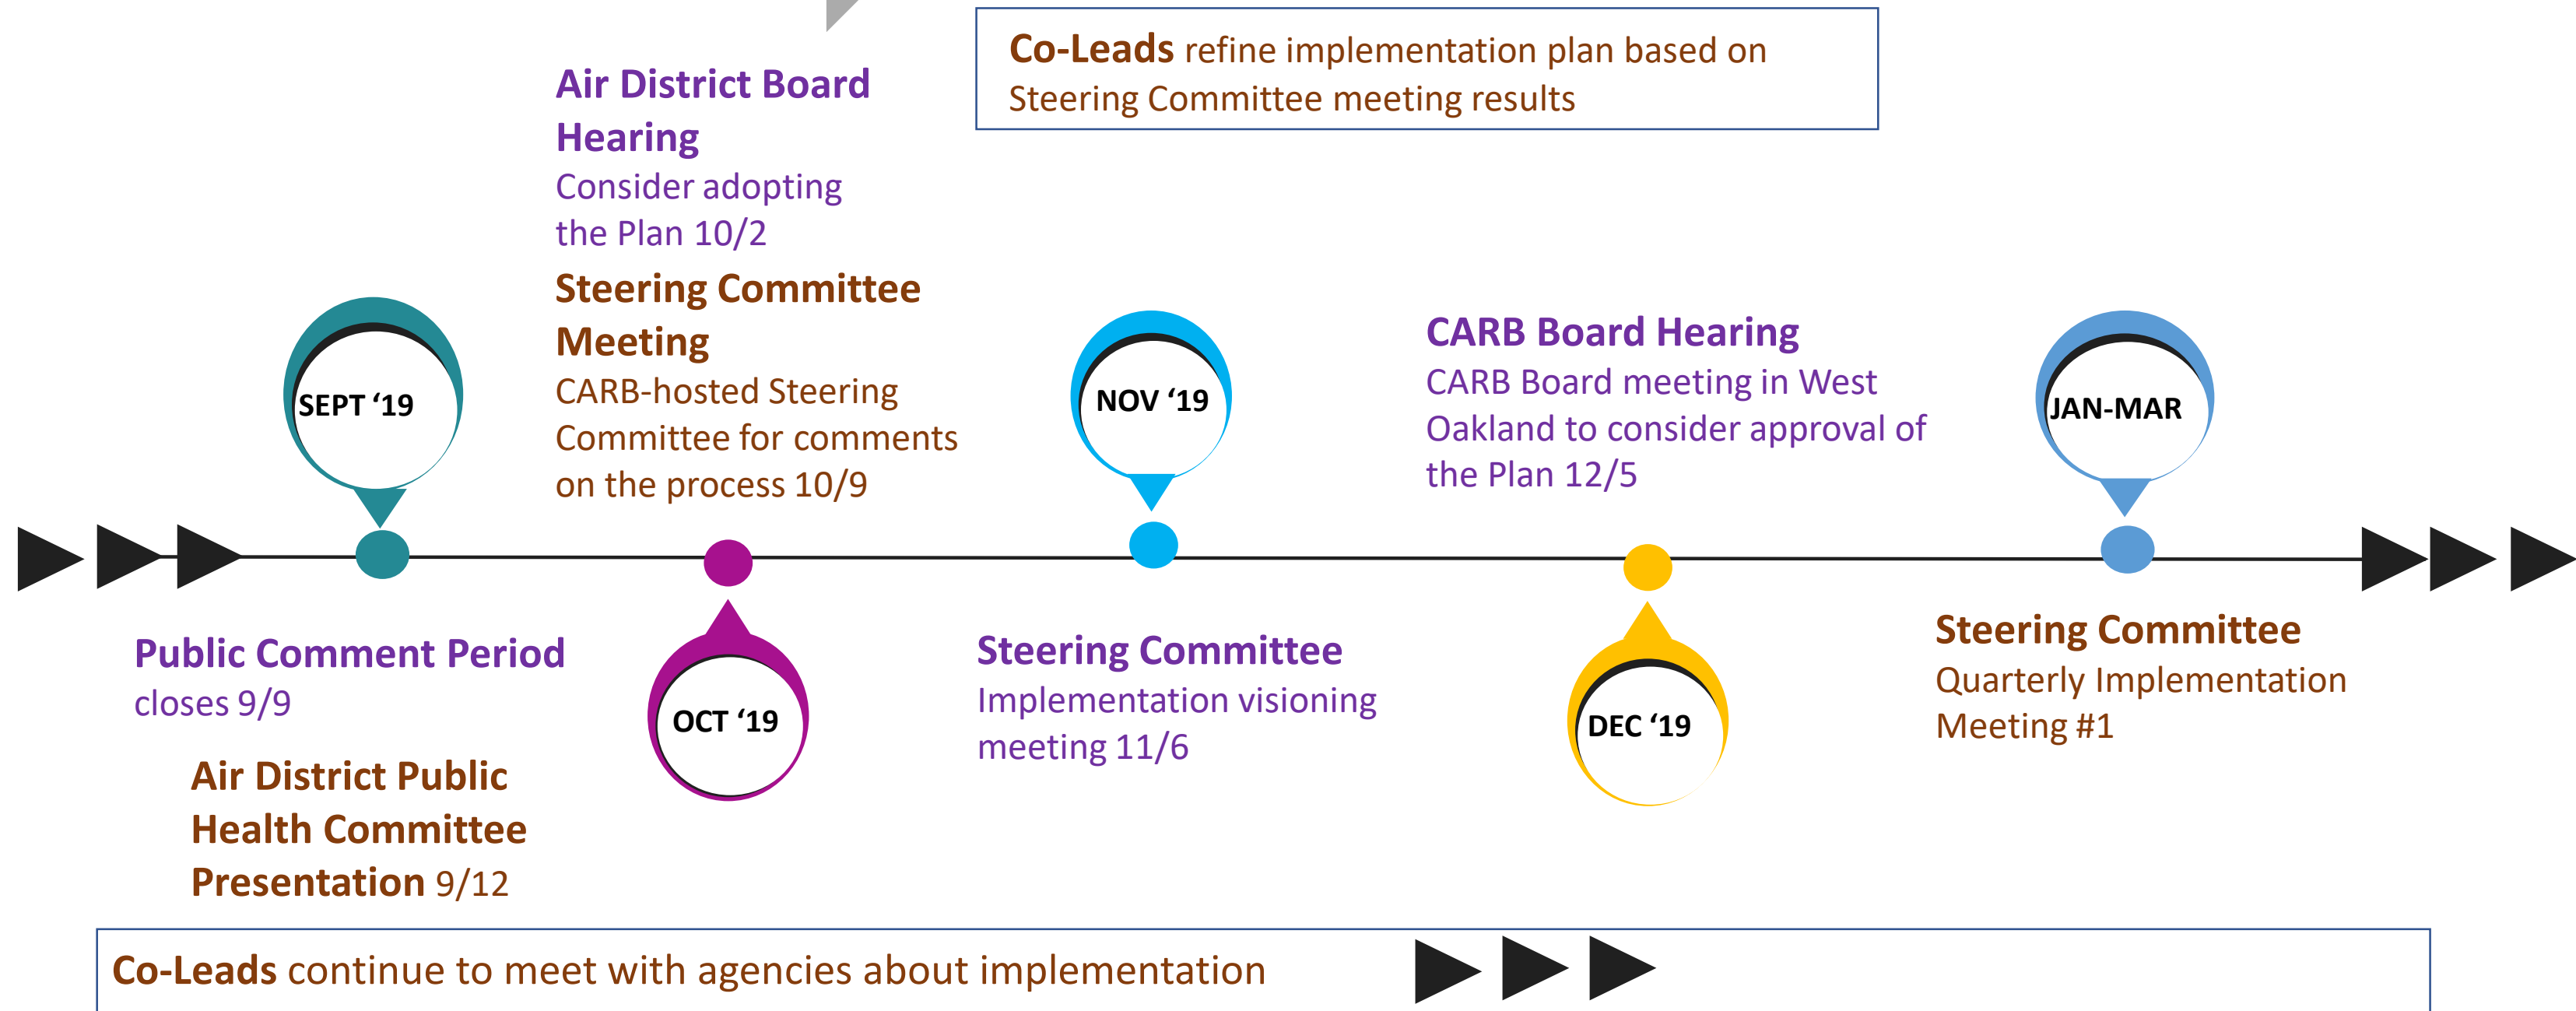 Co-Leads refine implementation plan based on
Steering Committee meeting results
Air District Board
Hearing
Consider adopting
the Plan 10/2
Steering Committee
Meeting
CARB-hosted Steering
Committee for comments
on the process 10/9
CARB Board Hearing
CARB Board meeting in West
Oakland to consider approval of
the Plan 12/5
SEPT ‘19
NOV ‘19
JAN-MAR
Public Comment Period
closes 9/9
Air District Public
Health Committee
Presentation 9/12
OCT ‘19
Steering Committee
Implementation visioning
meeting 11/6
DEC ‘19
Steering Committee
Quarterly Implementation
Meeting #1
Co-Leads continue to meet with agencies about implementation